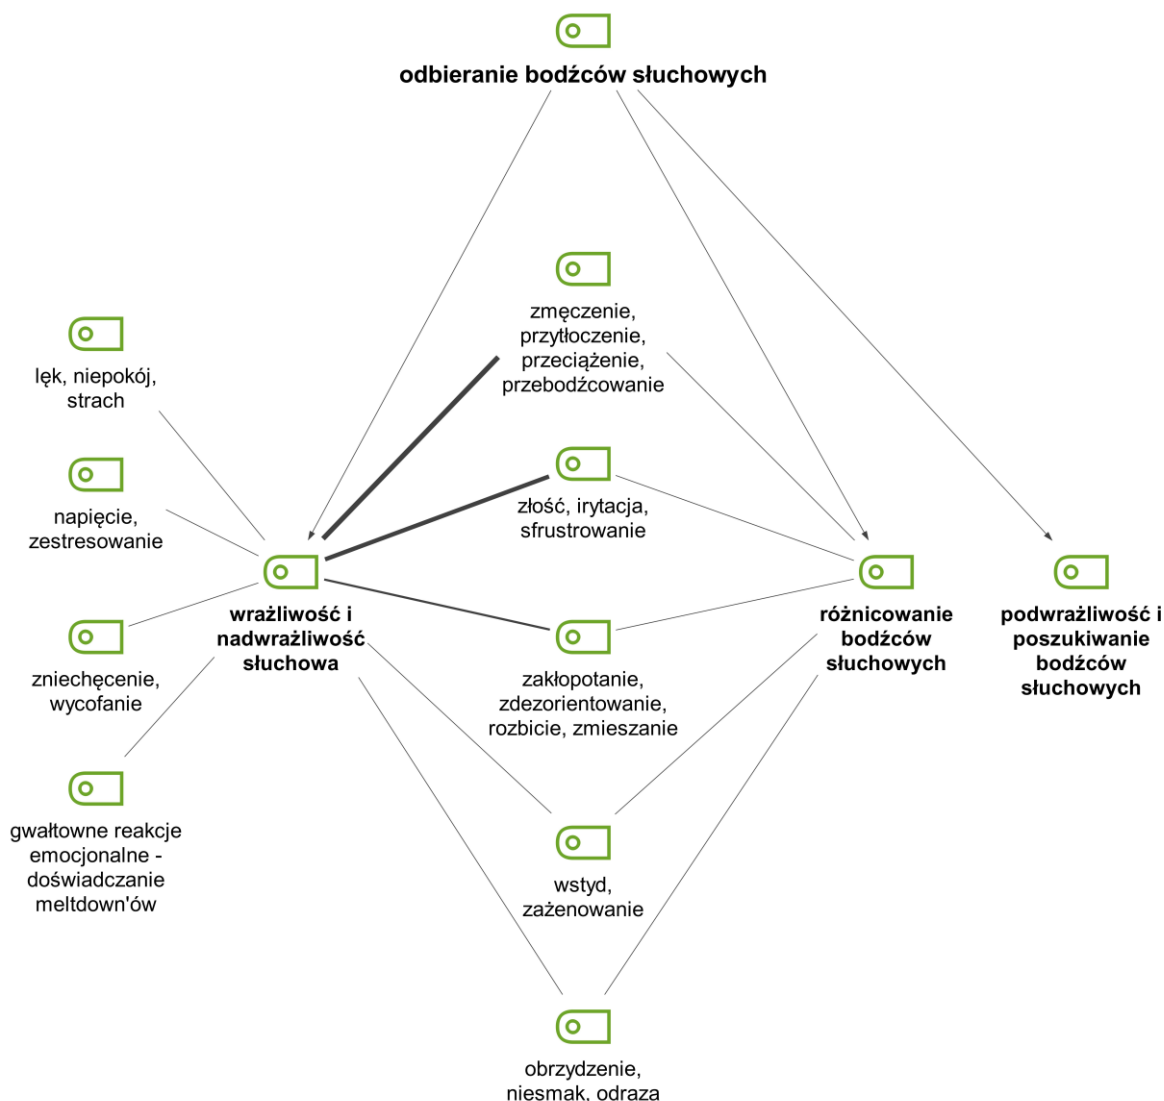 odbieranie bodźców słuchowych
zmęczenie,
przytłoczenie,
przeciążenie,
przebodźcowanie
lęk, niepokój,
strach
złość, irytacja,
sfrustrowanie
napięcie,
zestresowanie
wrażliwość i
nadwrażliwość
słuchowa
różnicowanie
bodźców
słuchowych
podwrażliwość i
poszukiwanie
bodźców
słuchowych
zniechęcenie,
wycofanie
zakłopotanie,
zdezorientowanie,
rozbicie, zmieszanie
gwałtowne reakcje
emocjonalne -
doświadczanie
meltdown'ów
wstyd,
zażenowanie
obrzydzenie,
niesmak, odraza